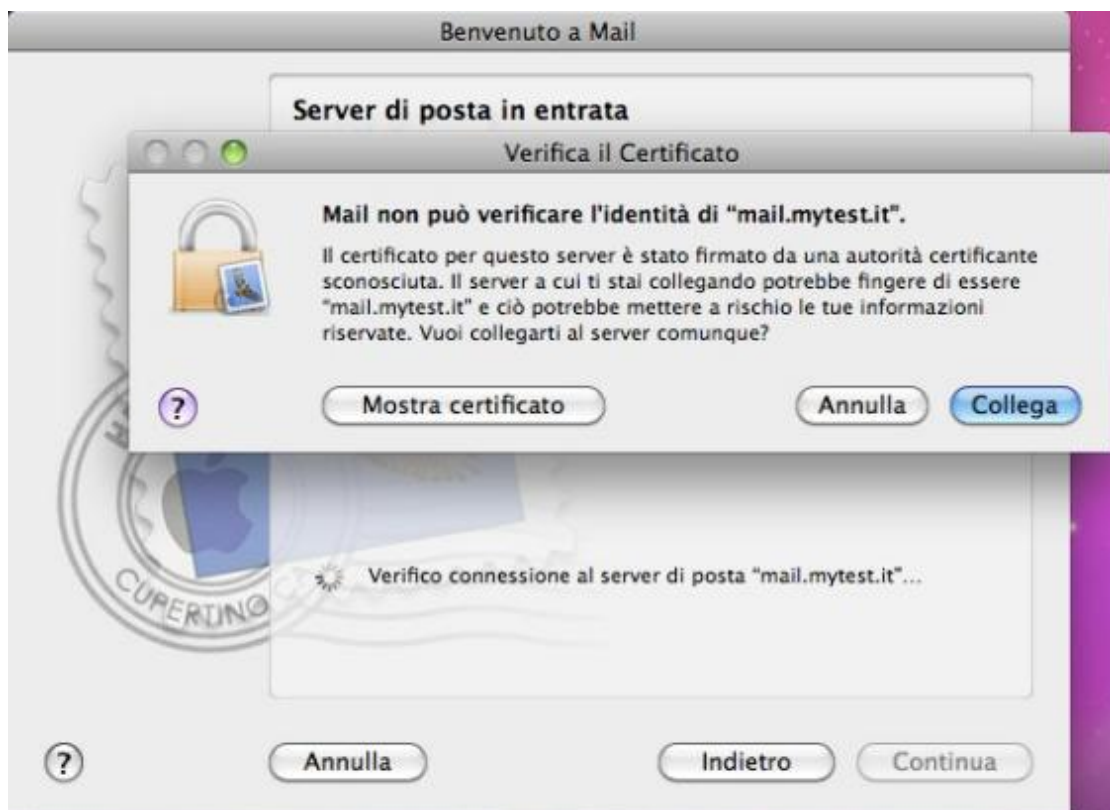 Benvenuto a Mail
Server di posta in entrata
Verifica il Certificato
Mail non può verificare l'identità di “mail.mytest.it”.
Il certificato per questo server è stato firmato da una autorità certificante
sconosciuta. Il server a cui ti stai collegando potrebbe fingere di essere
“mail.mytest.it” e ciò potrebbe mettere a rischio le tue informazioni
riservate. Vuoi collegarti al server comunque?
? Mostra certificato Annulla Collega
Verifico connessione al server di posta “mail.mytest.it”...
CUPERTINO
? Annulla Indietro Continua